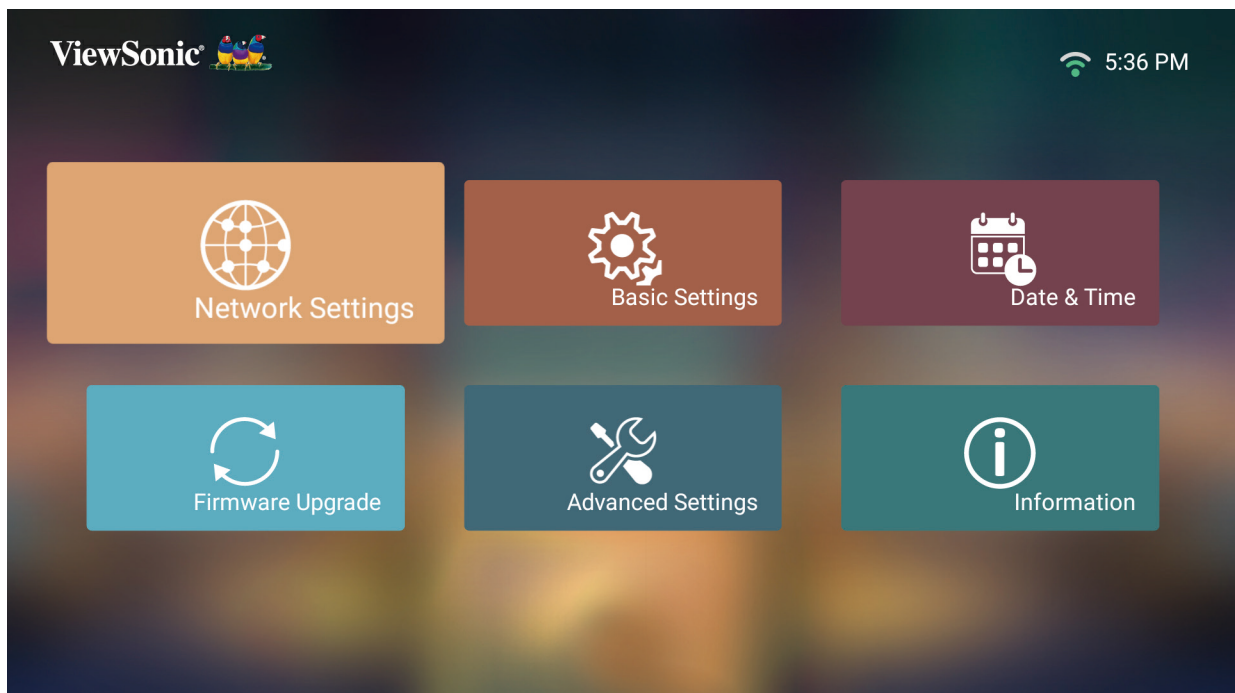 ViewSonic®
5:36 PM
Network Settings
Basic Settings
Date & Time
Firmware Upgrade
Advanced Settings
Information